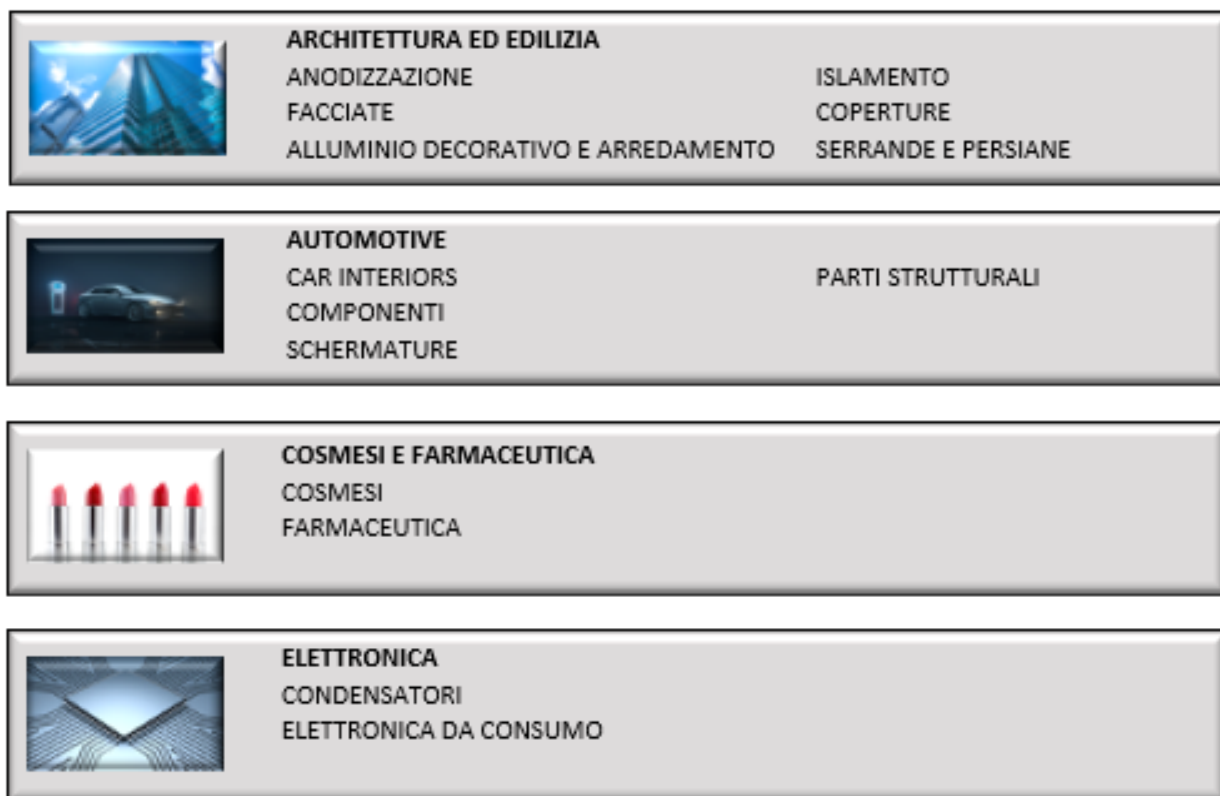 ARCHITETTURA ED EDILIZIA
ANODIZZAZIONE ISLAMENTO
FACCIATE COPERTURE
ALLUMINIO DECORATIVO E ARREDAMENTO SERRANDE E PERSIANE
AUTOMOTIVE
CAR INTERIORS PARTI STRUTTURALI
COMPONENTI
SCHERMATURE
COSMESI E FARMACEUTICA
COSMESI
FARMACEUTICA
ELETTRONICA
CONDENSATORI
ELETTRONICA DA CONSUMO